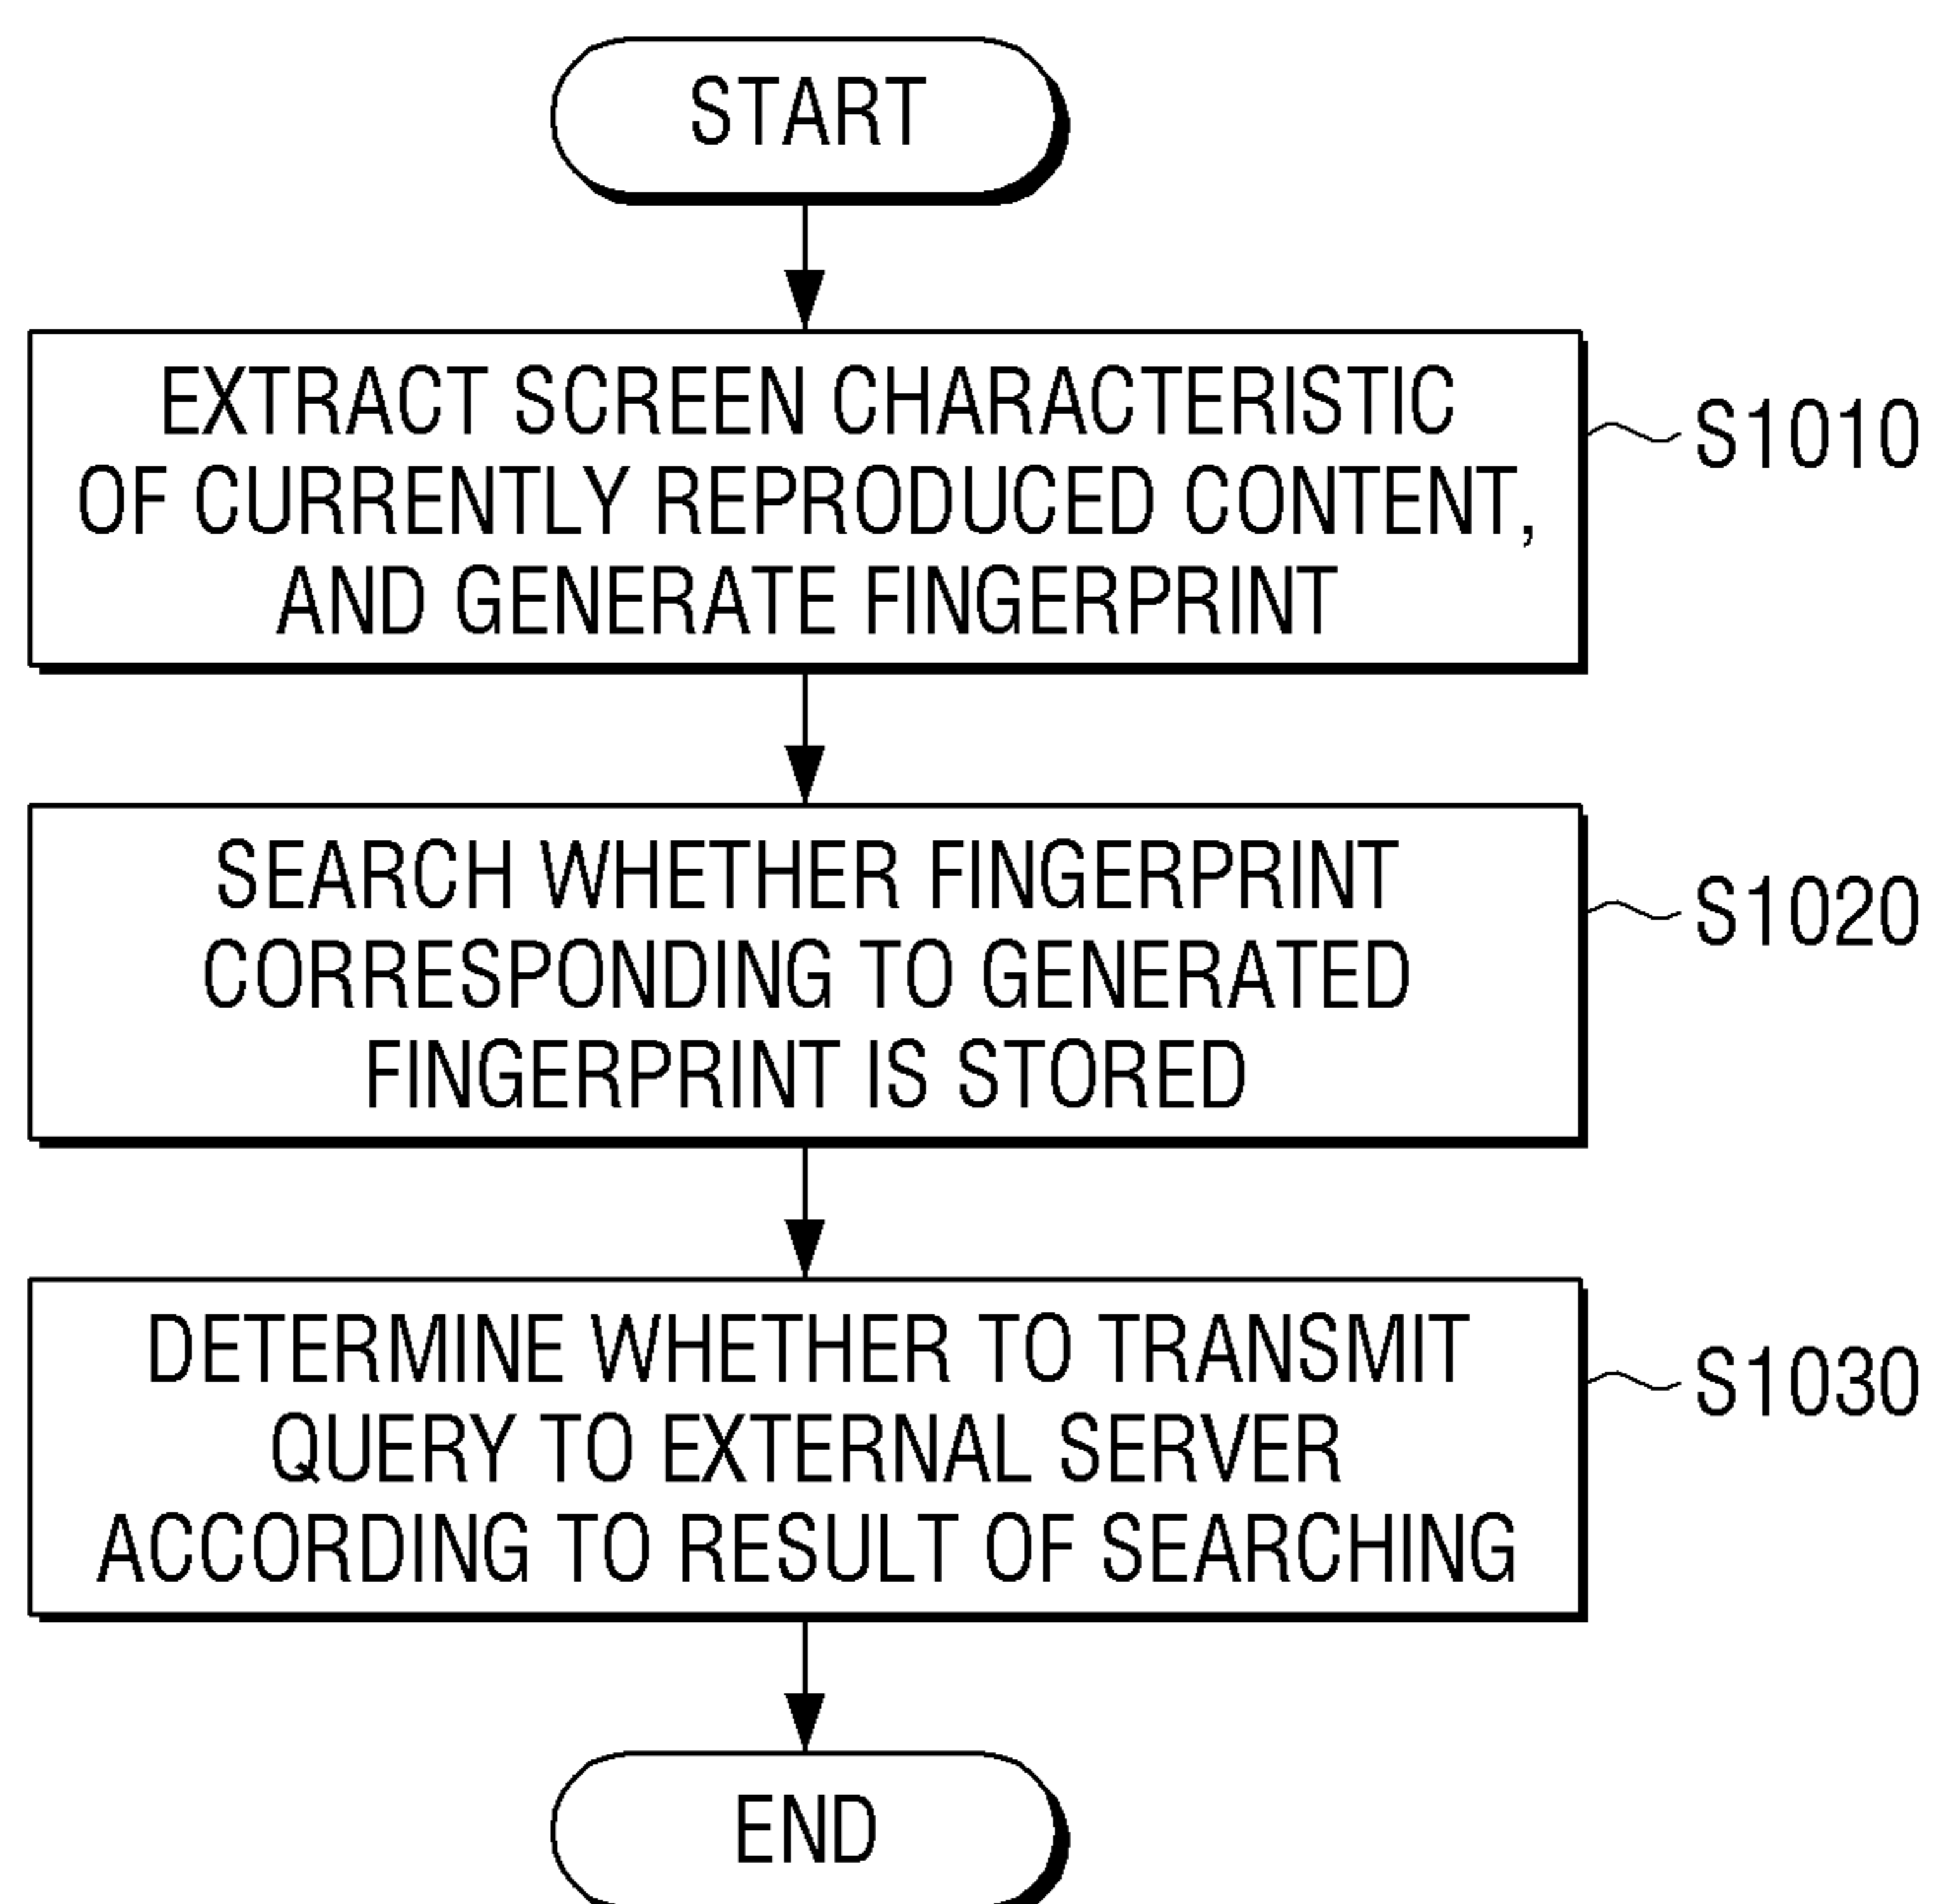 START
EXTRACT SCREEN CHARACTERISTIC
OF CURRENTLY REPRODUCED CONTENT,
AND GENERATE FINGERPRINT
S1010
SEARCH WHETHER FINGERPRINT
CORRESPONDING TO GENERATED
FINGERPRINT IS STORED
S1020
DETERMINE WHETHER TO TRANSMIT
QUERY TO EXTERNAL SERVER
ACCORDING TO RESULT OF SEARCHING
S1030
END